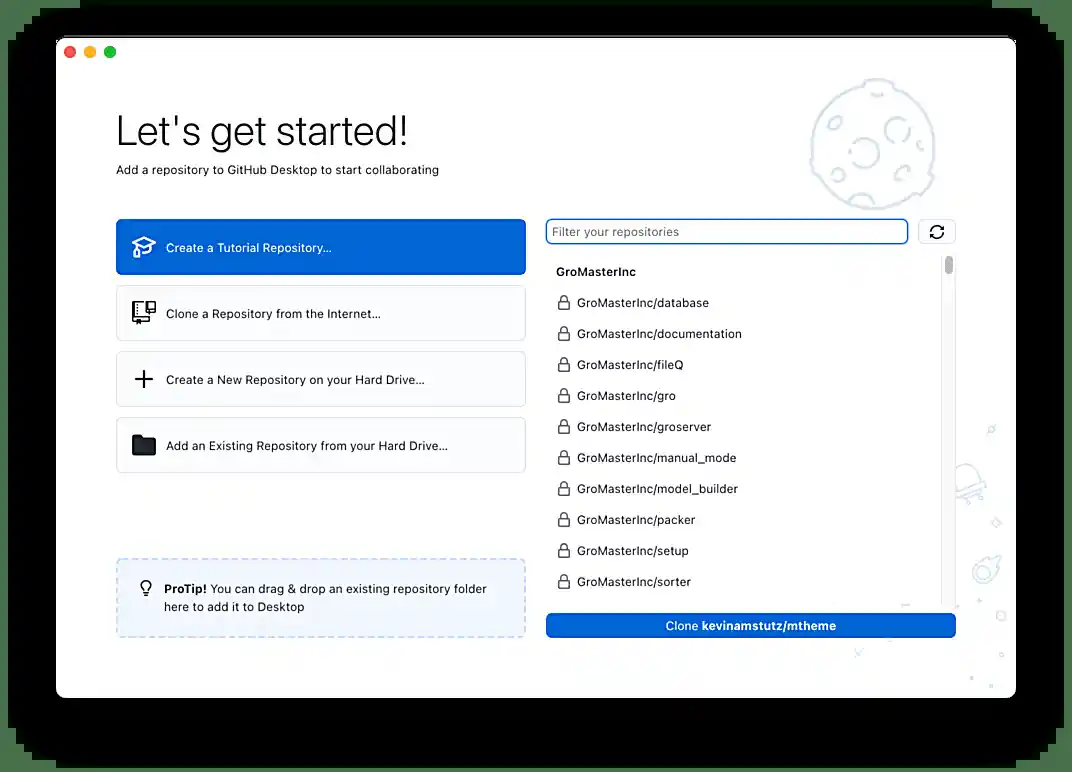 Let's get started!
Add a repository to GitHub Desktop to start collaborating
Create a Tutorial Repository...
Clone a Repository from the Internet...
Create a New Repository on your Hard Drive...
Add an Existing Repository from your Hard Drive...
ProTip! You can drag & drop an existing repository folder
here to add it to Desktop
Filter your repositories
GroMasterInc
GroMasterInc/database
GroMasterInc/documentation
GroMasterInc/fileQ
GroMasterInc/gro
GroMasterInc/groserver
GroMasterInc/manual_mode
GroMasterInc/model_builder
GroMasterInc/packer
GroMasterInc/setup
GroMasterInc/sorter
Clone kevinamstutz/mtheme